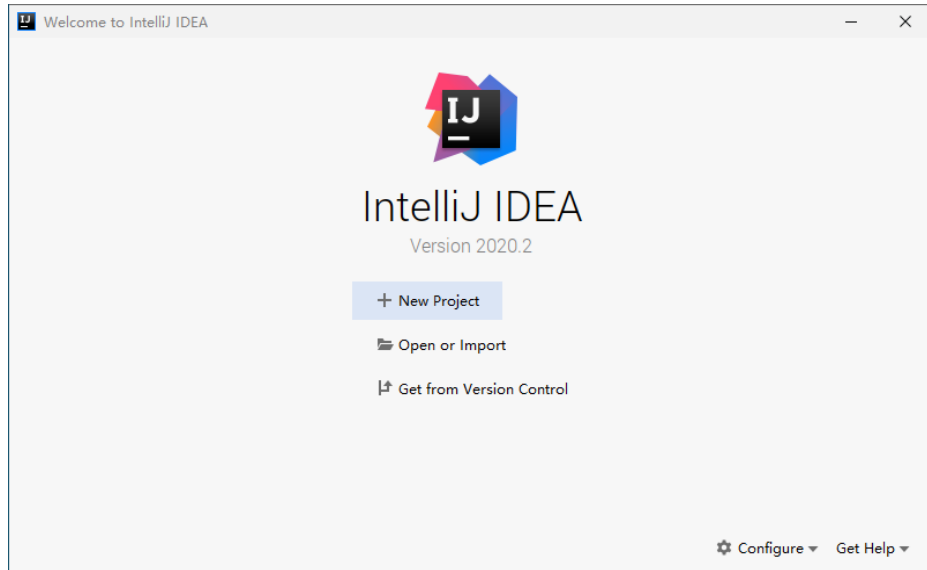 Welcome to IntelliJ IDEA
IJ
IntelliJ IDEA
Version 2020.2
New Project
Open or Import
Get from Version Control
Configure Get Help